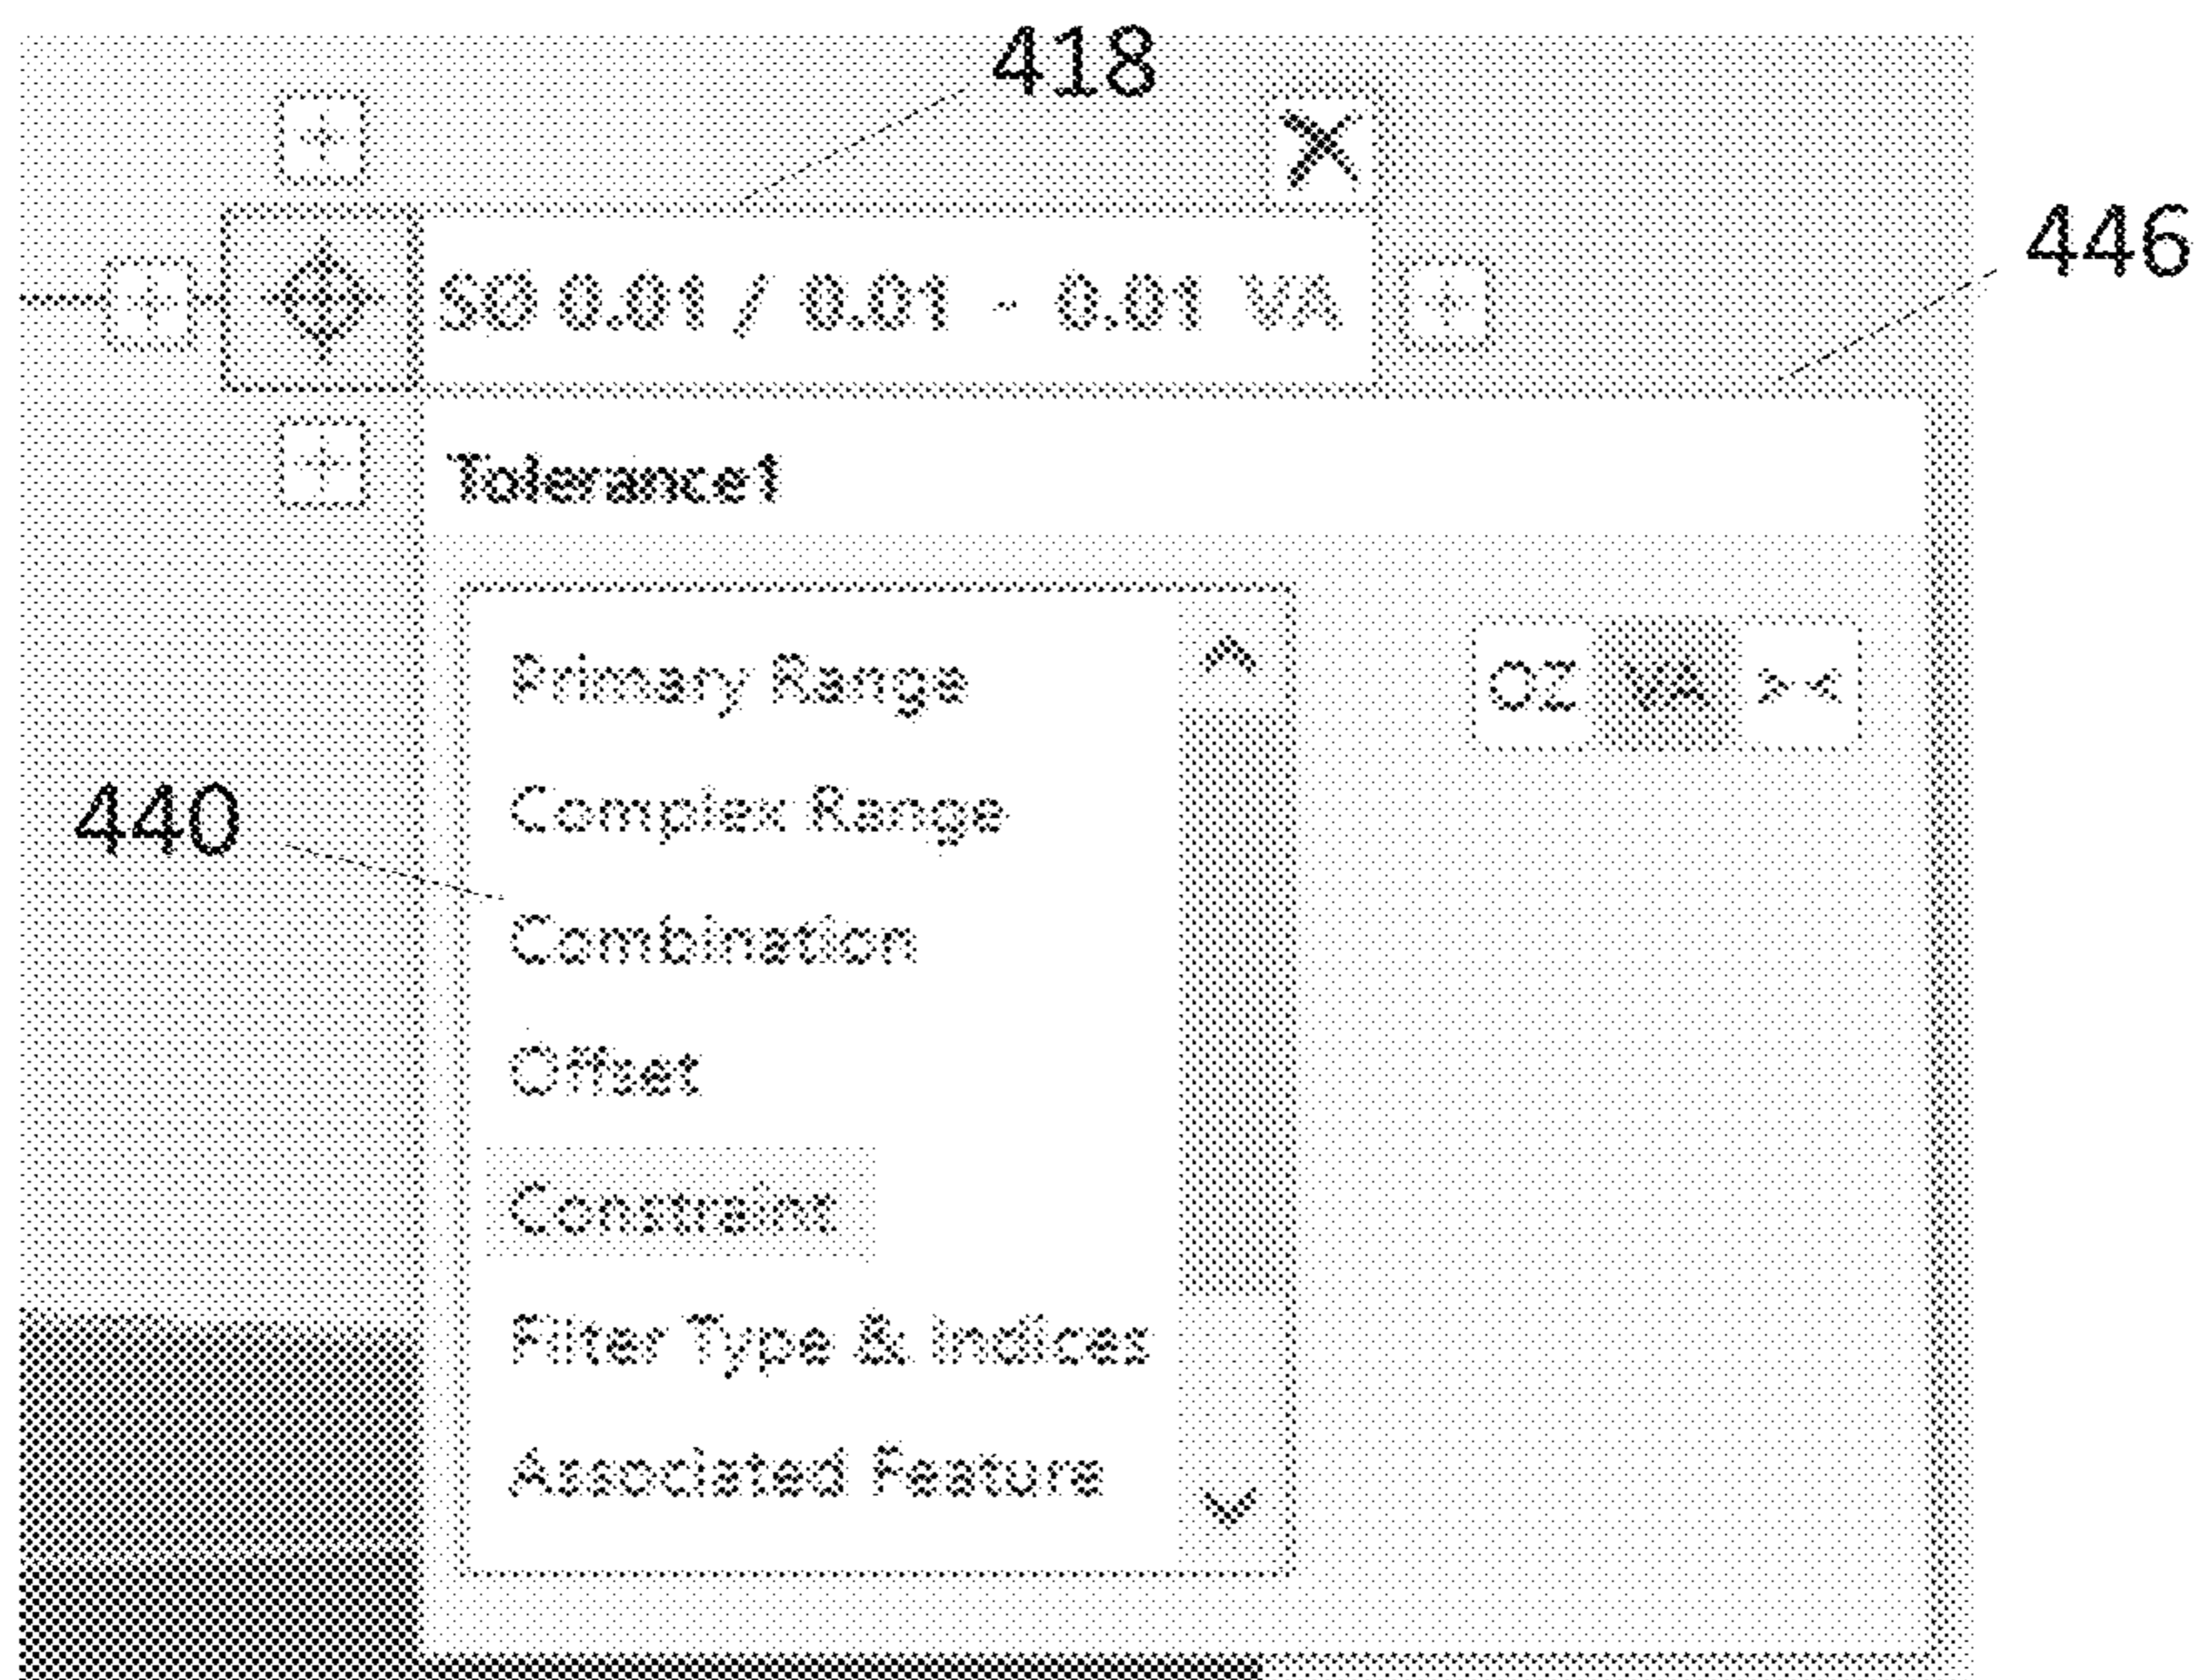 418
446
SØ 0.01 / 0.01 - 0.01 VA
Tolerance1
Primary Range
OZ VA ><
Complex Range
440
Combination
Offset
Constraint
Filter Type & Indices
Associated Feature